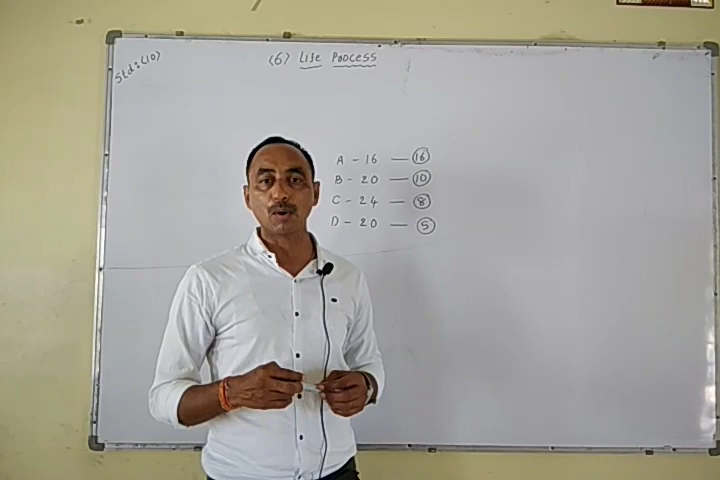 Std:(10)
(6) Life Process
A - 16 — 16
B - 20 — 10
C - 24 — 8
D - 20 — 5